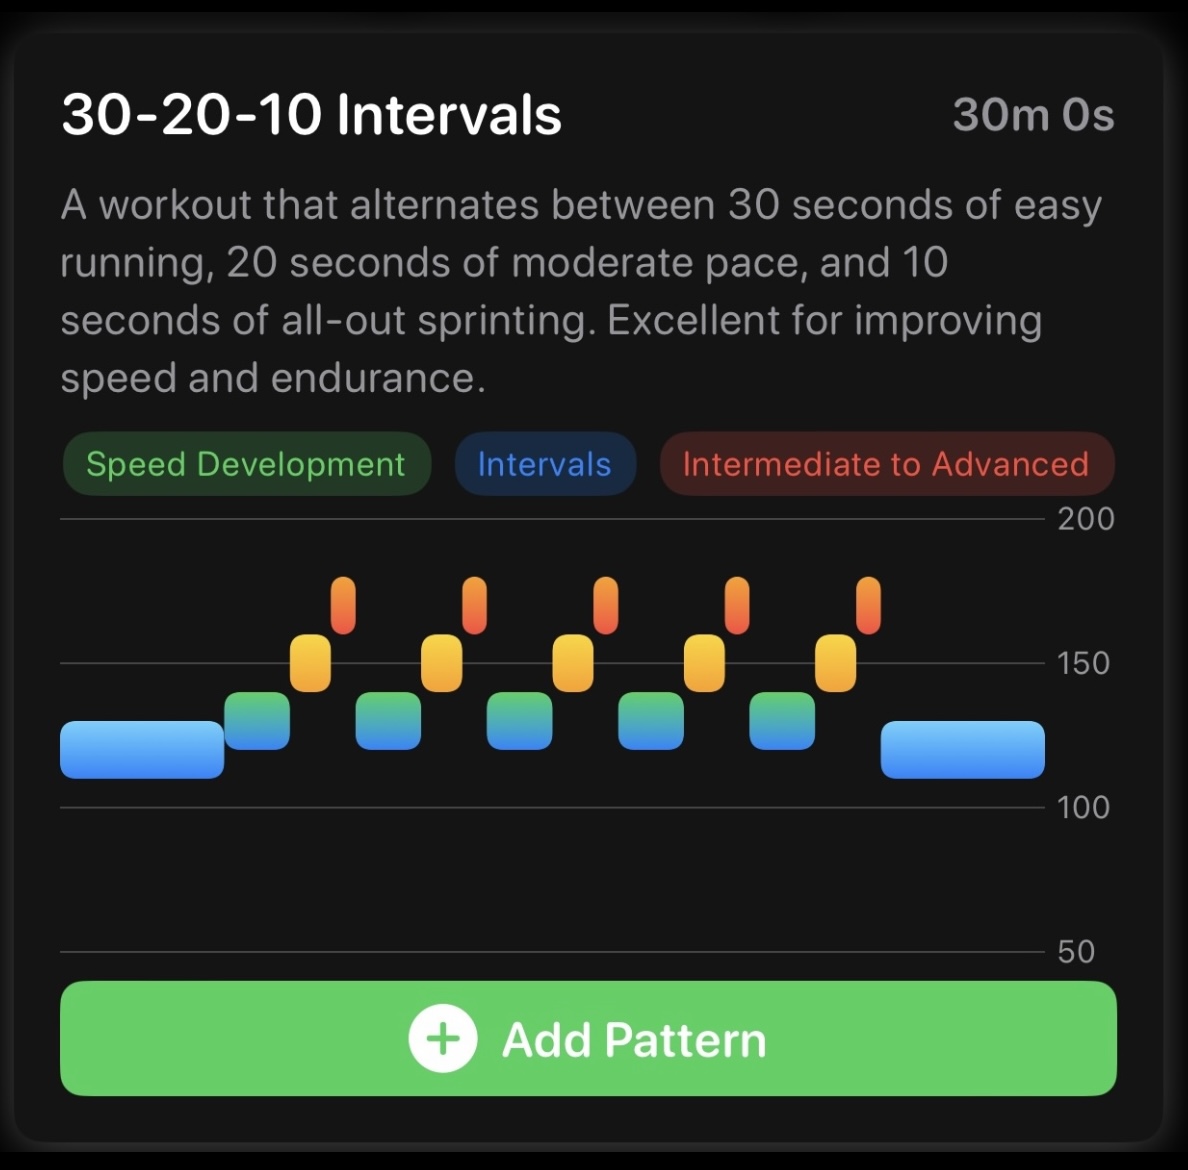 30-20-10 Intervals
30m 0s
A workout that alternates between 30 seconds of easy
running, 20 seconds of moderate pace, and 10
seconds of all-out sprinting. Excellent for improving
speed and endurance.
Speed Development
Intervals
Intermediate to Advanced
200
150
100
50
Add Pattern